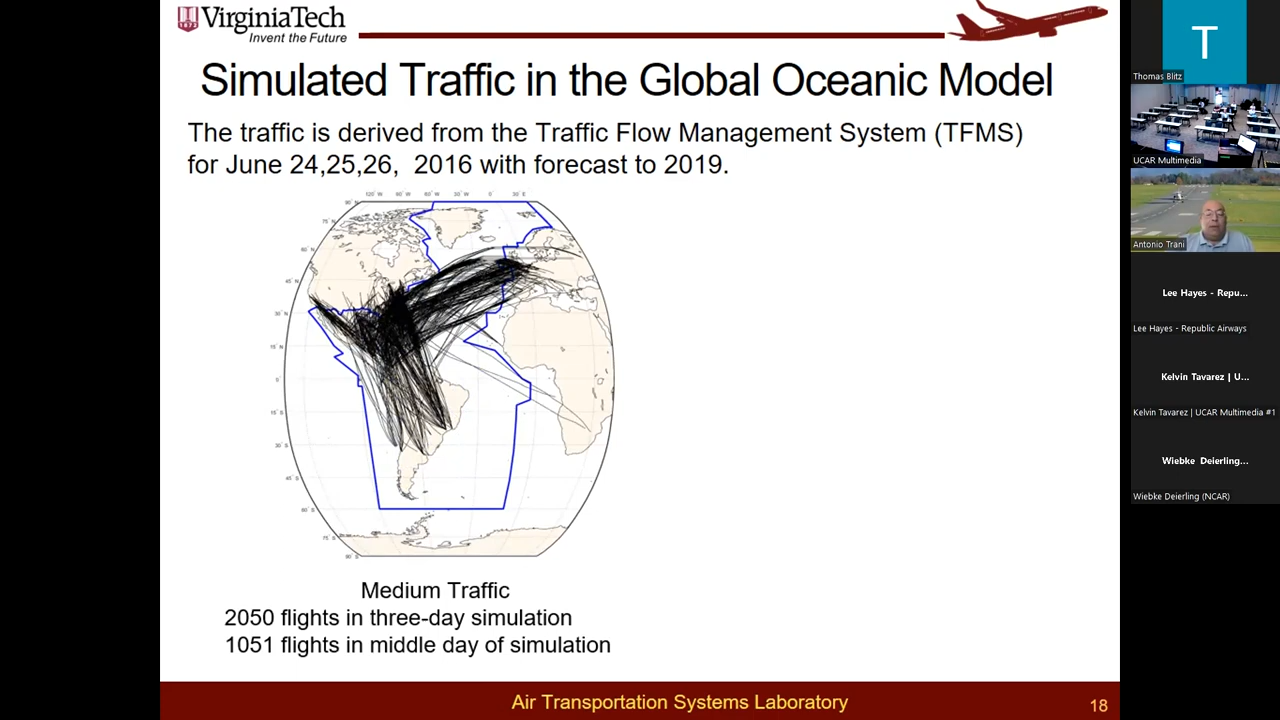 VirginiaTech
Invent the Future
Simulated Traffic in the Global Oceanic Model
The traffic is derived from the Traffic Flow Management System (TFMS)
for June 24,25,26, 2016 with forecast to 2019.
Medium Traffic
2050 flights in three-day simulation
1051 flights in middle day of simulation
Air Transportation Systems Laboratory
18
T
Thomas Blitz
UCAR Multimedia
Antonio Trani
Lee Hayes - Repu...
Lee Hayes - Republic Airways
Kelvin Tavarez | U...
Kelvin Tavarez | UCAR Multimedia #1
Wiebke Deierling...
Wiebke Deierling (NCAR)